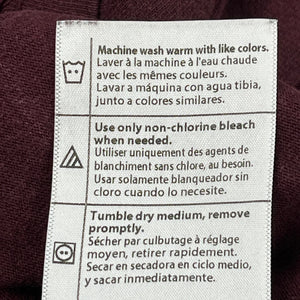 Machine wash warm with like colors.
Laver à la machine à l'eau chaude
avec les mêmes couleurs.
Lavar a máquina con agua tibia,
junto a colores similares.
Use only non-chlorine bleach
when needed.
Utiliser uniquement des agents de
blanchiment sans chlore, au besoin.
Usar solamente blanqueador sin
cloro cuando lo necesite.
Tumble dry medium, remove
promptly.
Sécher par culbutage à réglage
moyen, retirer rapidement.
Secar en secadora en ciclo medio,
y sacar inmediatamente.